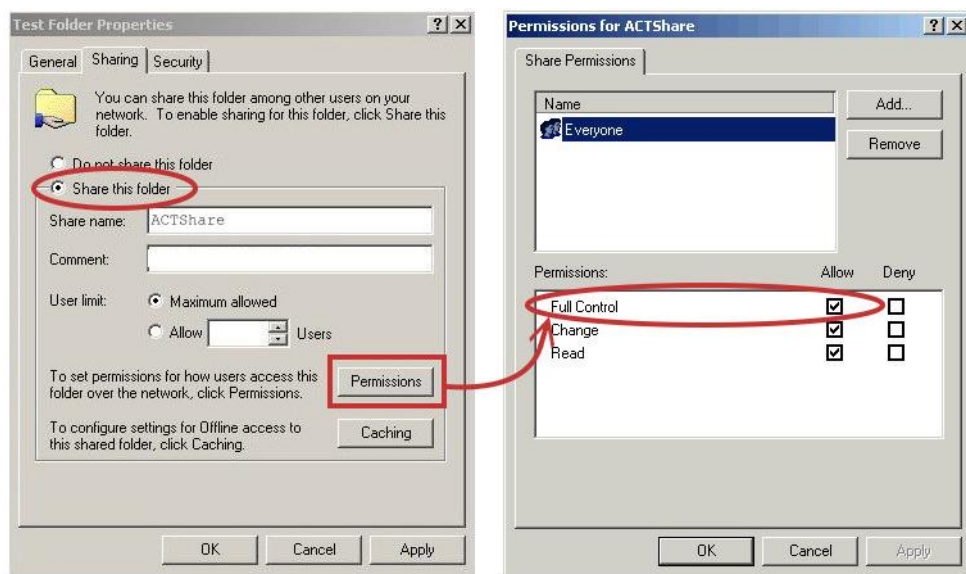 Test Folder Properties
General Sharing Security
You can share this folder among other users on your
network. To enable sharing for this folder, click Share this
folder.
Do not share this folder
Share this folder
Share name: ACTShare
Comment:
User limit: Maximum allowed
Allow Users
To set permissions for how users access this
folder over the network, click Permissions.
Permissions
To configure settings for Offline access to
this shared folder, click Caching.
Caching
OK Cancel Apply
Permissions for ACTShare
Share Permissions
Name
Everyone
Add...
Remove
Permissions: Allow Deny
Full Control
Change
Read
OK Cancel Apply